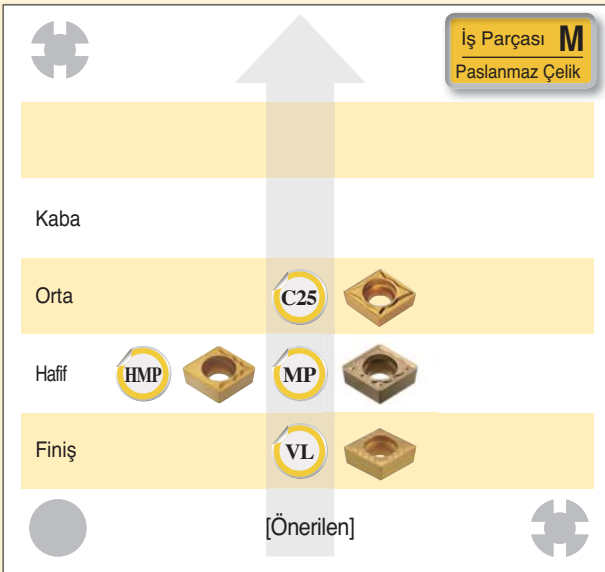 İş Parçası M
Paslanmaz Çelik
Kaba
Orta C25
Hafif HMP MP
Finiş VL
[Önerilen]